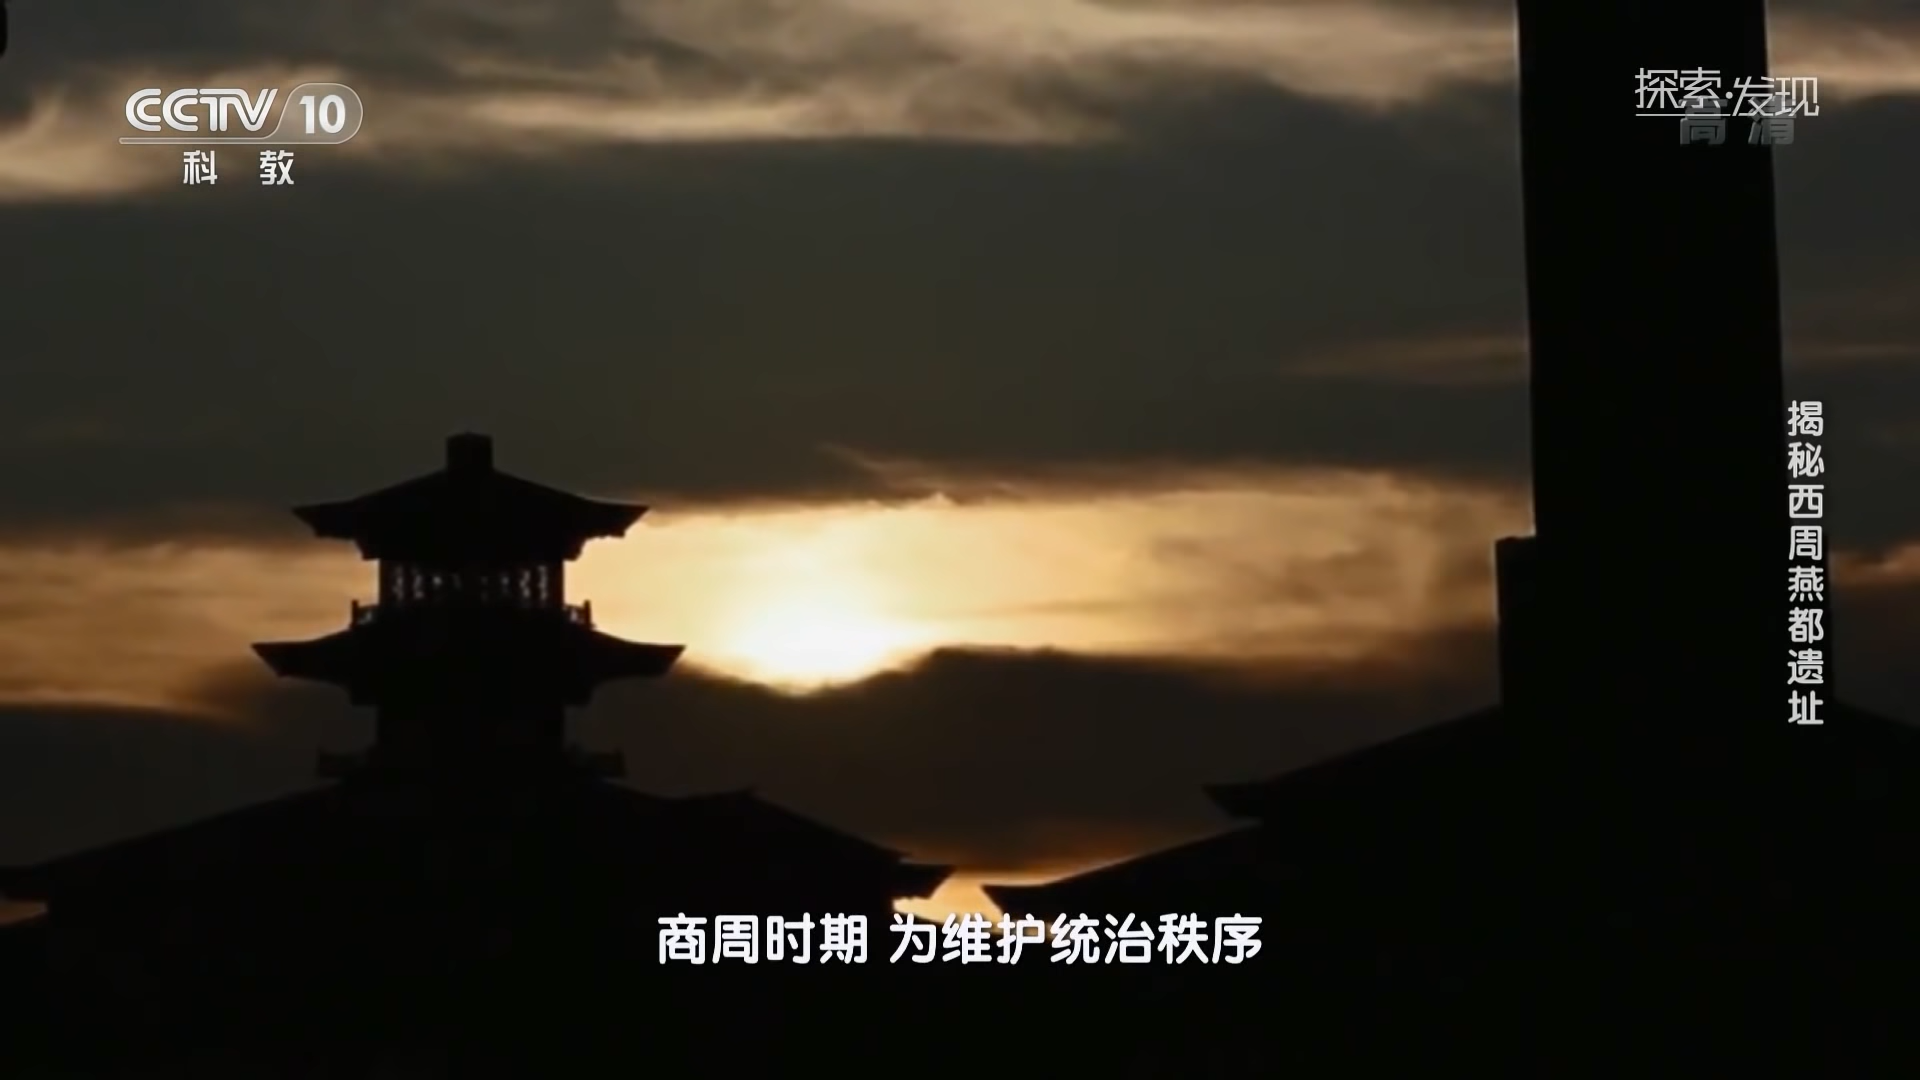 CCTV 10
科教
探索·发现
高清
揭秘西周燕都遗址
商周时期 为维护统治秩序